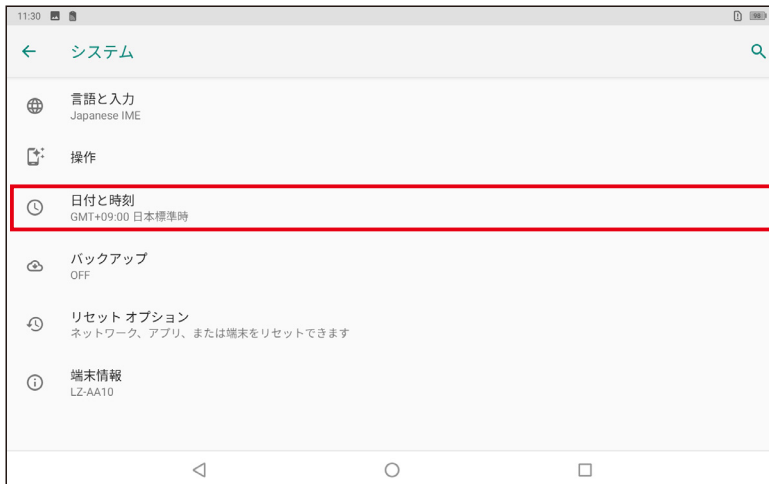 11:30
98
システム
言語と入力
Japanese IME
操作
日付と時刻
GMT+09:00 日本標準時
バックアップ
OFF
リセット オプション
ネットワーク、アプリ、または端末をリセットできます
端末情報
LZ-AA10